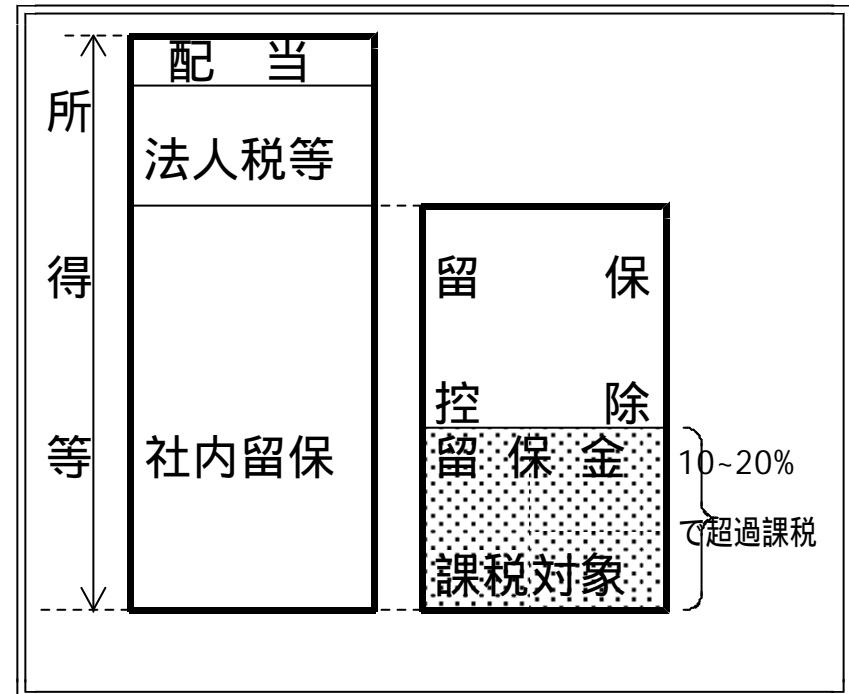 所得等
配当
法人税等
社内留保
留保
控除
留保金
課税対象
10~20%
で超過課税